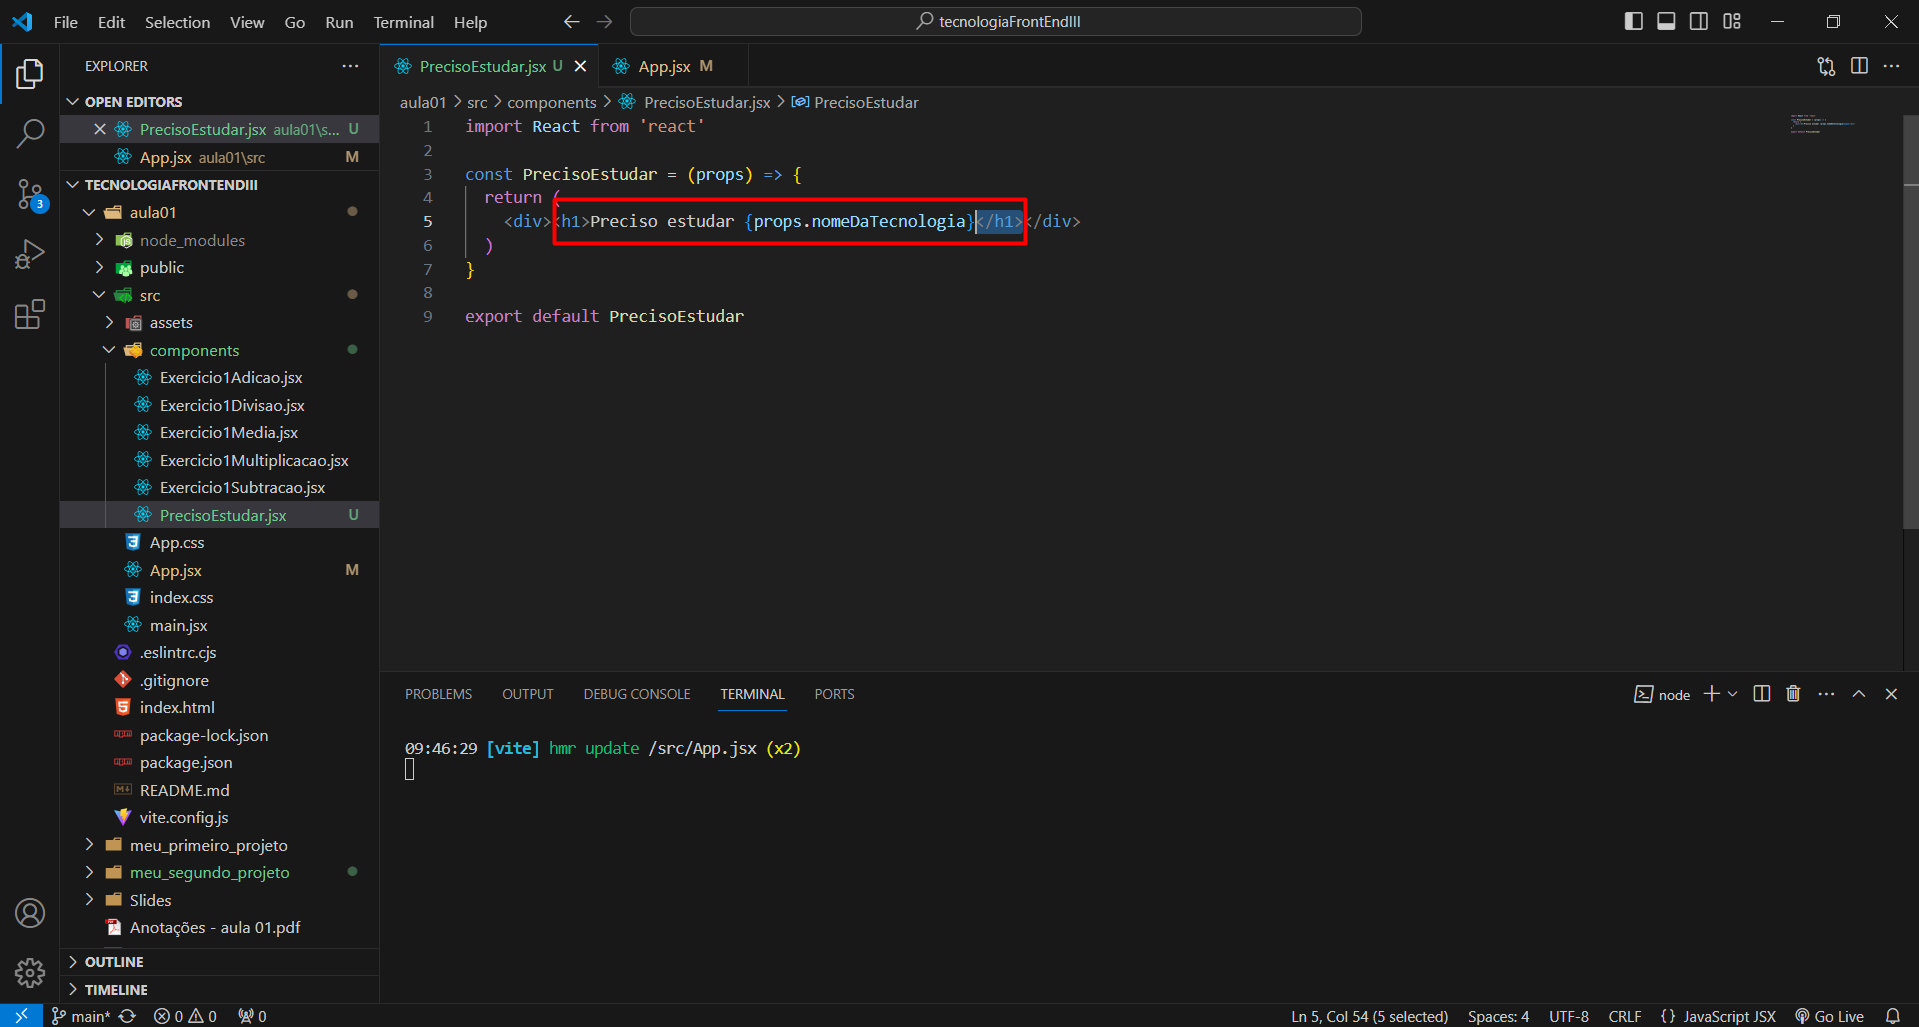 File Edit Selection View Go Run Terminal Help
tecnologiaFrontEndIII
EXPLORER
OPEN EDITORS
PrecisoEstudar.jsx aula01\s... U
App.jsx aula01\src M
TECNOLOGIAFRONTENDIII
aula01
node_modules
public
src
assets
components
Exercicio1Adicao.jsx
Exercicio1Divisao.jsx
Exercicio1Media.jsx
Exercicio1Multiplicacao.jsx
Exercicio1Subtracao.jsx
PrecisoEstudar.jsx U
App.css
App.jsx M
index.css
main.jsx
.eslintrc.cjs
.gitignore
index.html
package-lock.json
package.json
README.md
vite.config.js
meu_primeiro_projeto
meu_segundo_projeto
Slides
Anotações - aula 01.pdf
OUTLINE
TIMELINE
3
PrecisoEstudar.jsx U
App.jsx M
aula01 > src > components > PrecisoEstudar.jsx > PrecisoEstudar
1 import React from 'react'
2
3 const PrecisoEstudar = (props) => {
4 return (
5 <div><h1>Preciso estudar {props.nomeDaTecnologia}</h1></div>
6 )
7 }
8
9 export default PrecisoEstudar
PROBLEMS OUTPUT DEBUG CONSOLE TERMINAL PORTS
node
09:46:29 [vite] hmr update /src/App.jsx (x2)
main* 0 0 0
Ln 5, Col 54 (5 selected) Spaces: 4 UTF-8 CRLF {} JavaScript JSX Go Live